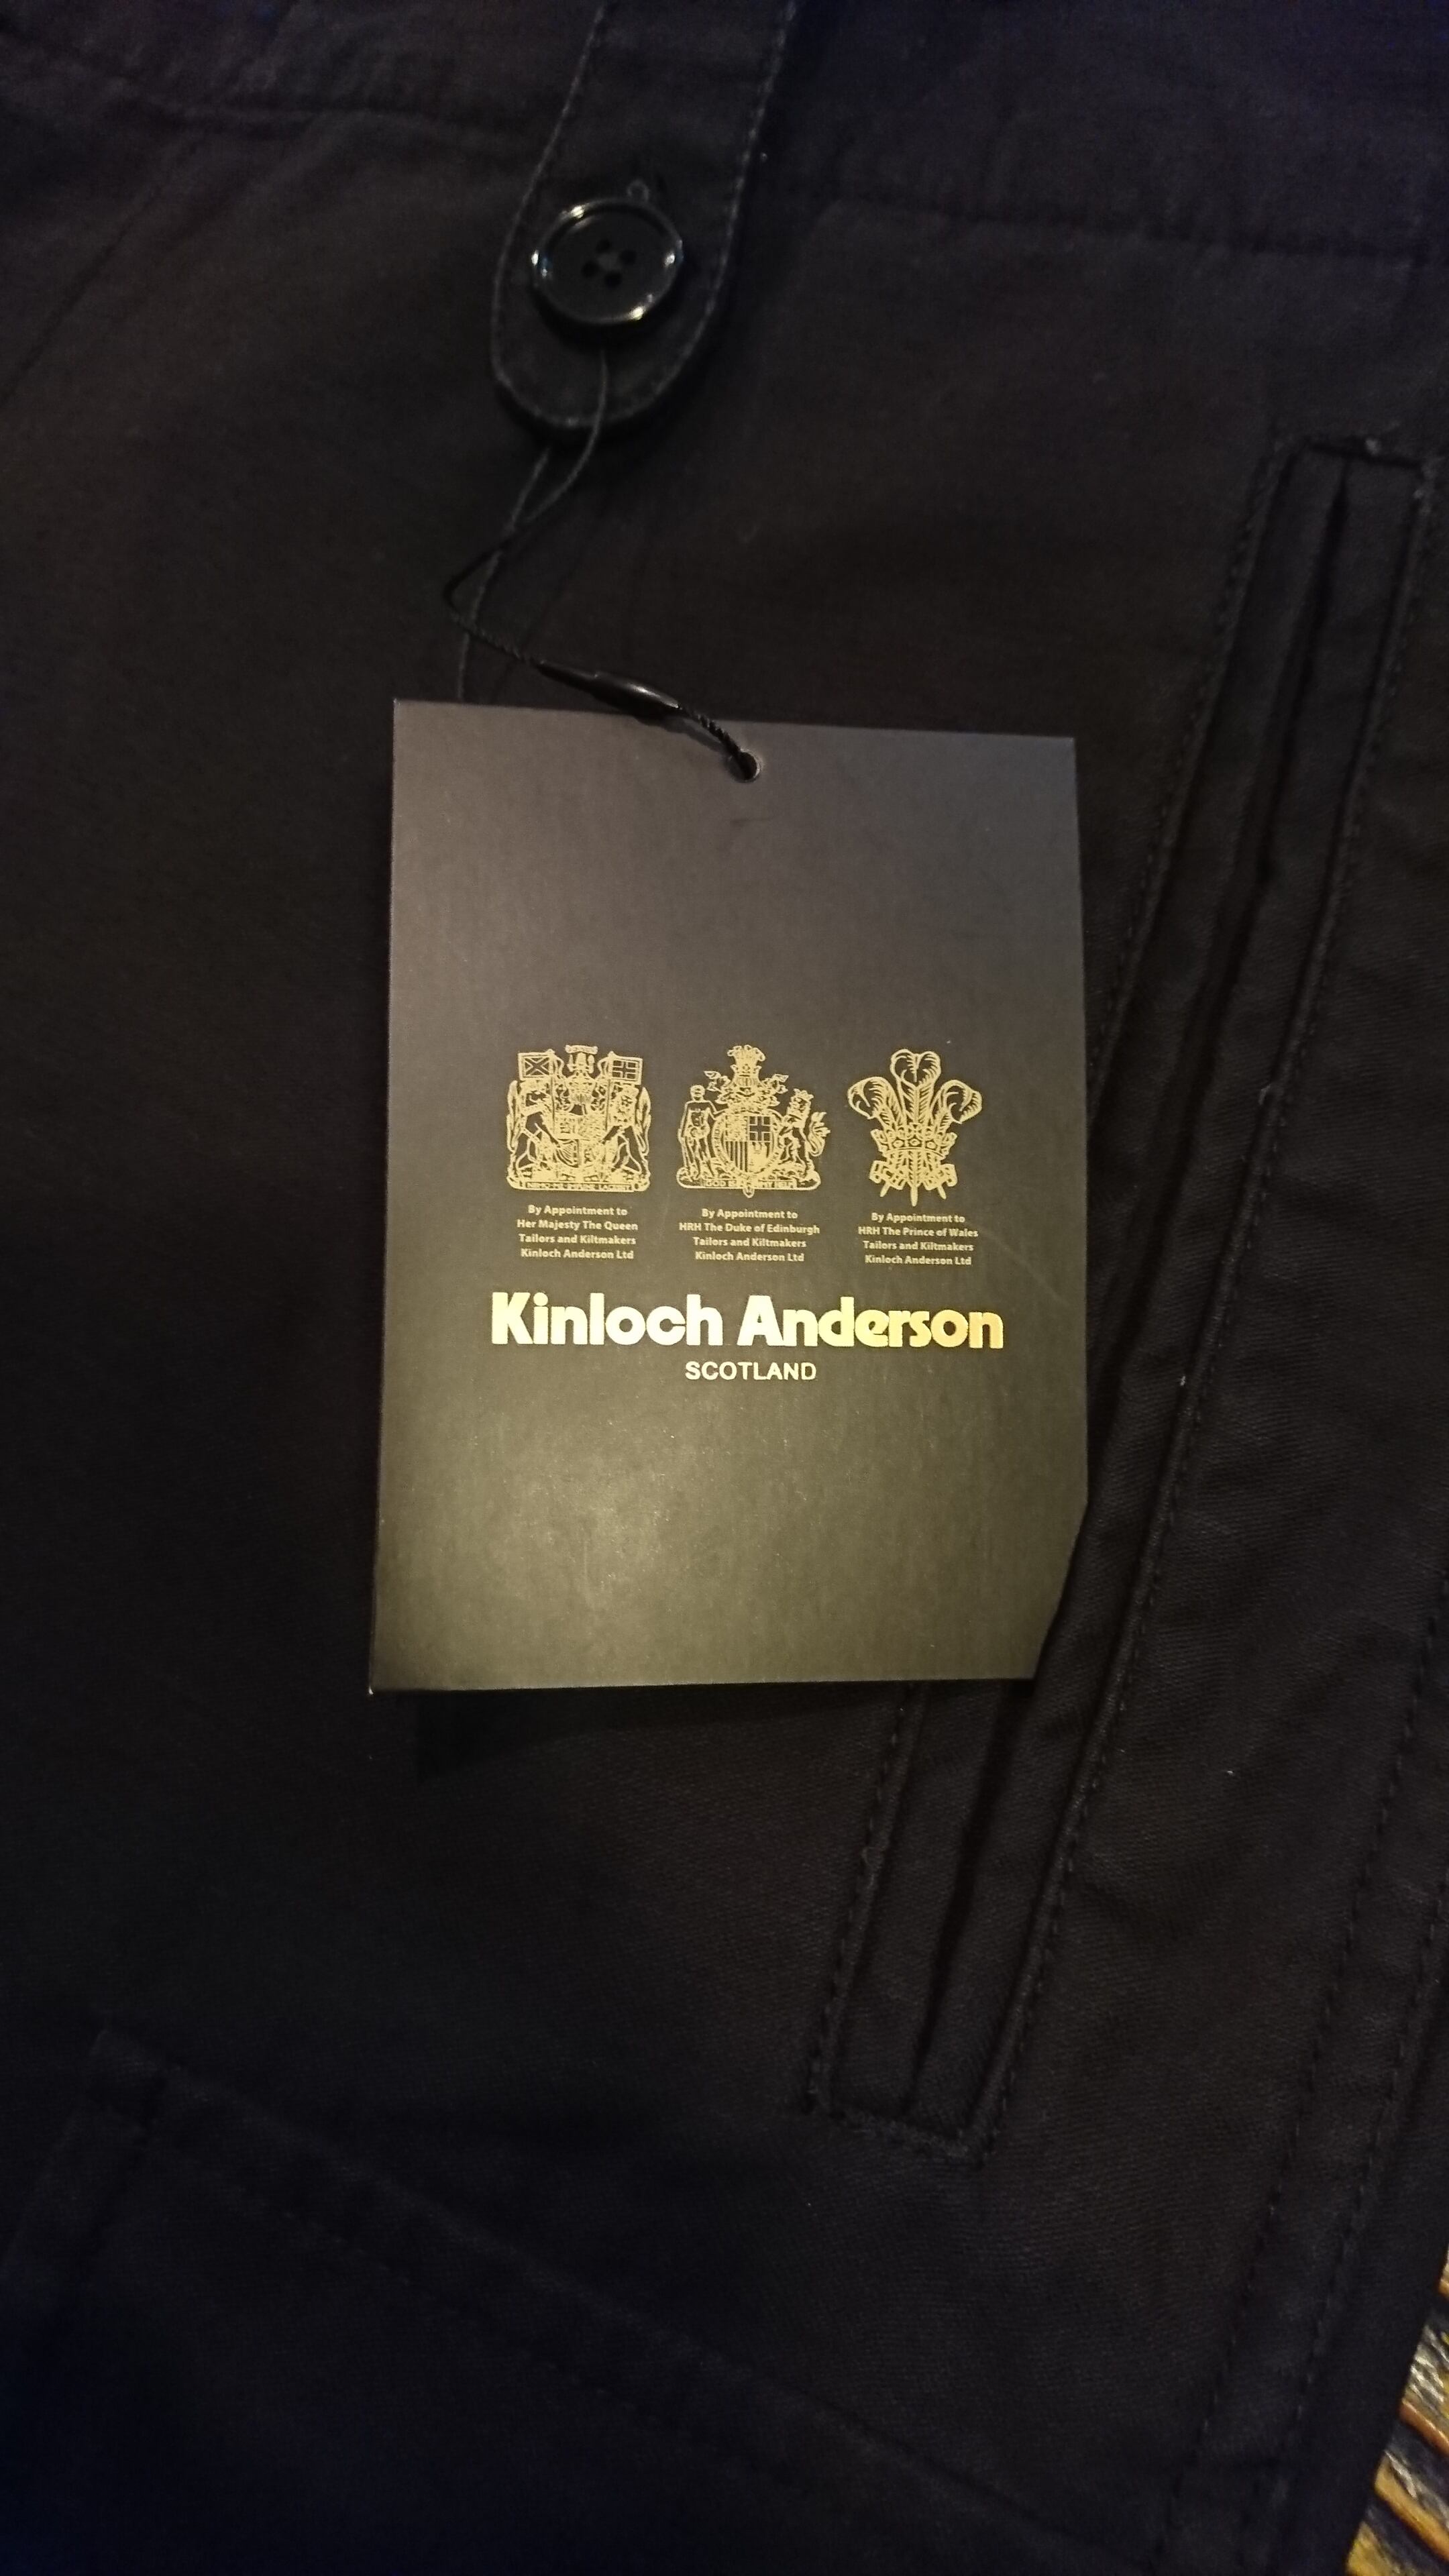 By Appointment to
Her Majesty The Queen
Tailors and Kiltmakers
Kinloch Anderson Ltd
By Appointment to
HRH The Duke of Edinburgh
Tailors and Kiltmakers
Kinloch Anderson Ltd
By Appointment to
HRH The Prince of Wales
Tailors and Kiltmakers
Kinloch Anderson Ltd
Kinloch Anderson
SCOTLAND